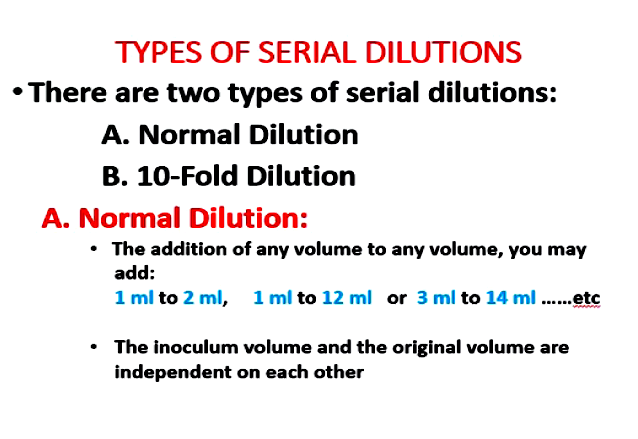 TYPES OF SERIAL DILUTIONS
• There are two types of serial dilutions:
A. Normal Dilution
B. 10-Fold Dilution
A. Normal Dilution:
• The addition of any volume to any volume, you may
add:
1 ml to 2 ml, 1 ml to 12 ml or 3 ml to 14 ml ......etc
• The inoculum volume and the original volume are
independent on each other